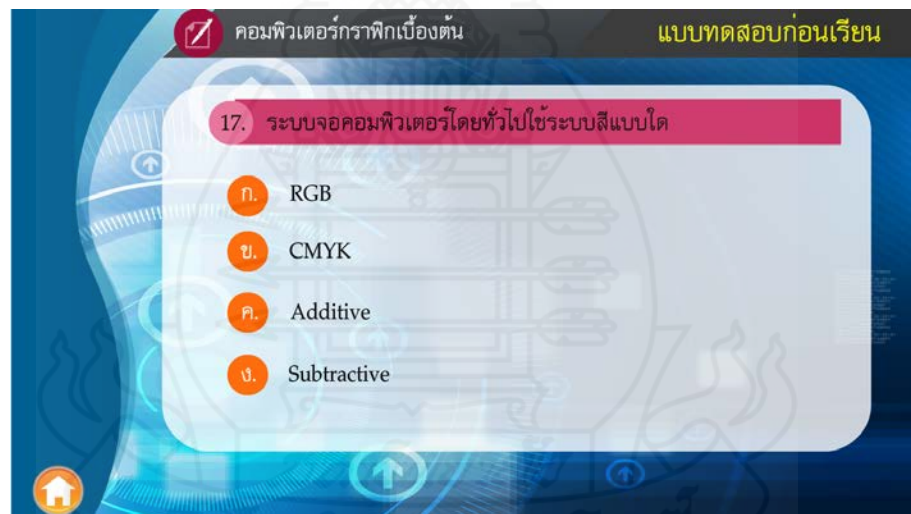 คอมพิวเตอร์กราฟิกเบื้องต้น
แบบทดสอบก่อนเรียน
17. ระบบจอคอมพิวเตอร์โดยทั่วไปใช้ระบบสีแบบใด
ก. RGB
ข. CMYK
ค. Additive
ง. Subtractive